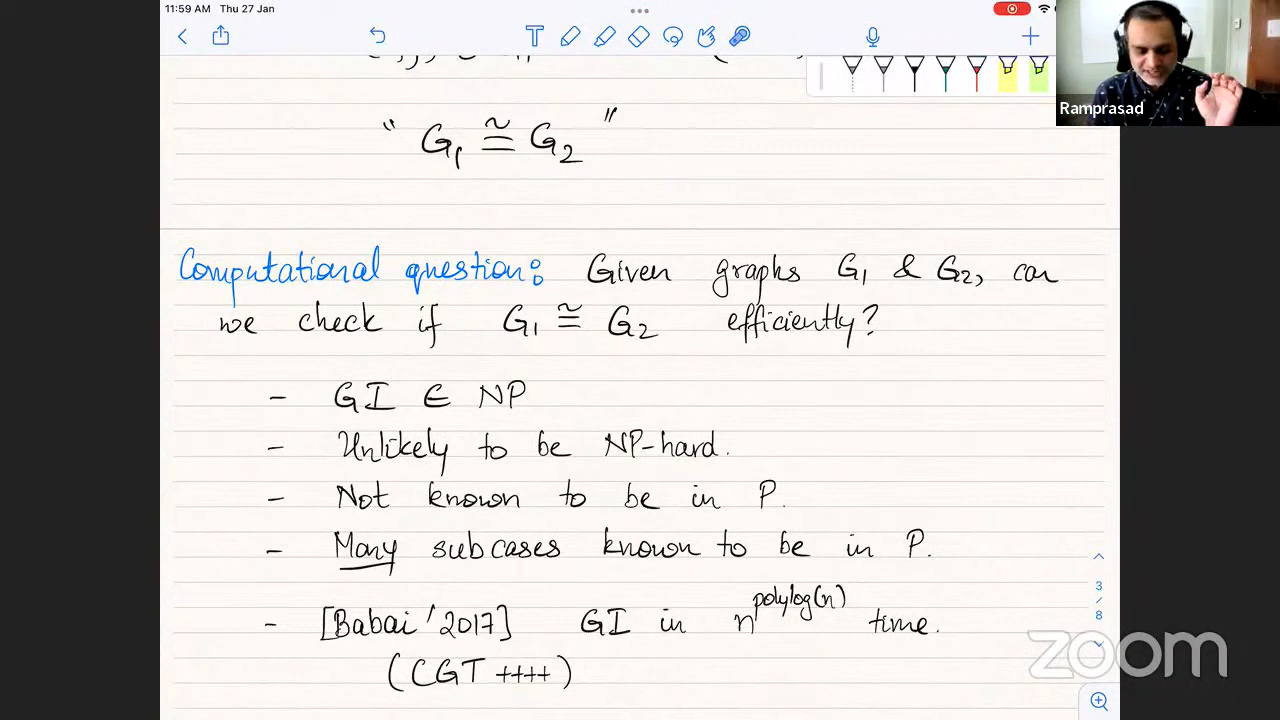 11:59 AM Thu 27 Jan
Ramprasad
" G₁ ≅ G₂ "
Computational question: Given graphs G₁ & G₂, can
we check if G₁ ≅ G₂ efficiently?
- GI ∈ NP
- Unlikely to be NP-hard.
- Not known to be in P.
- Many subcases known to be in P.
- [Babai '2017] GI in n^polylog(n) time.
(CGT ++++)
3
/
8
zoom